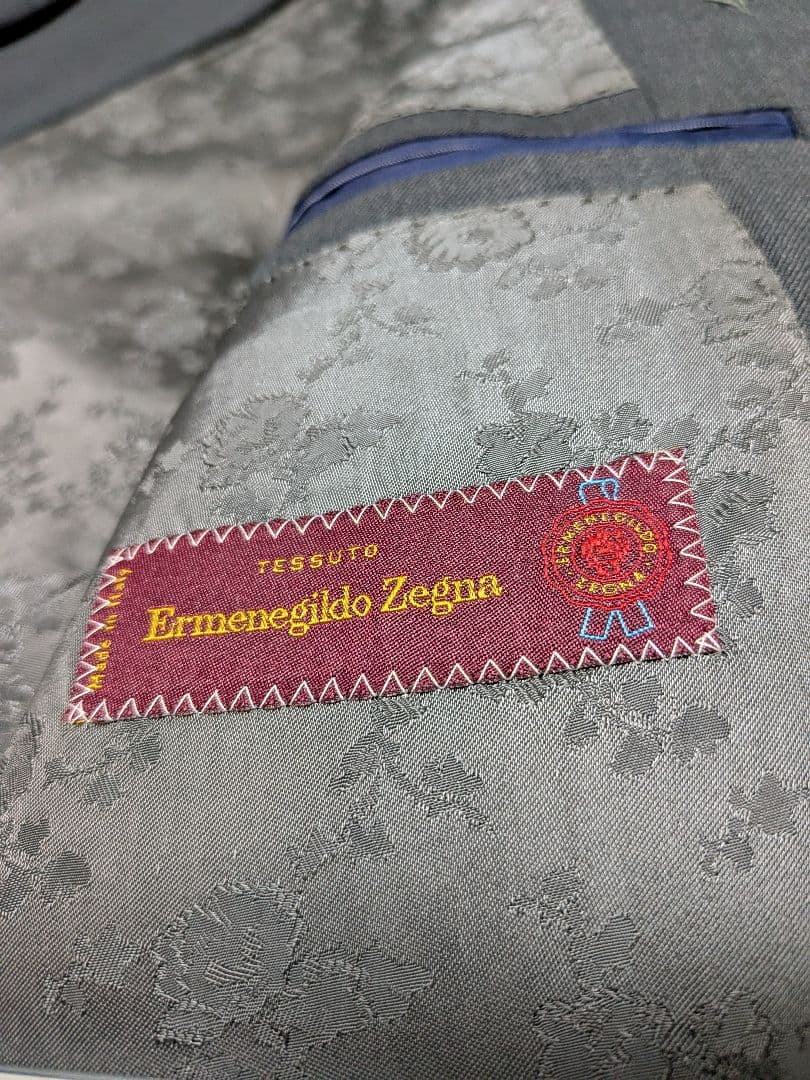 TESSUTO
Ermenegildo Zegna
Made in Italy
ERMENEGILDO
ZEGNA